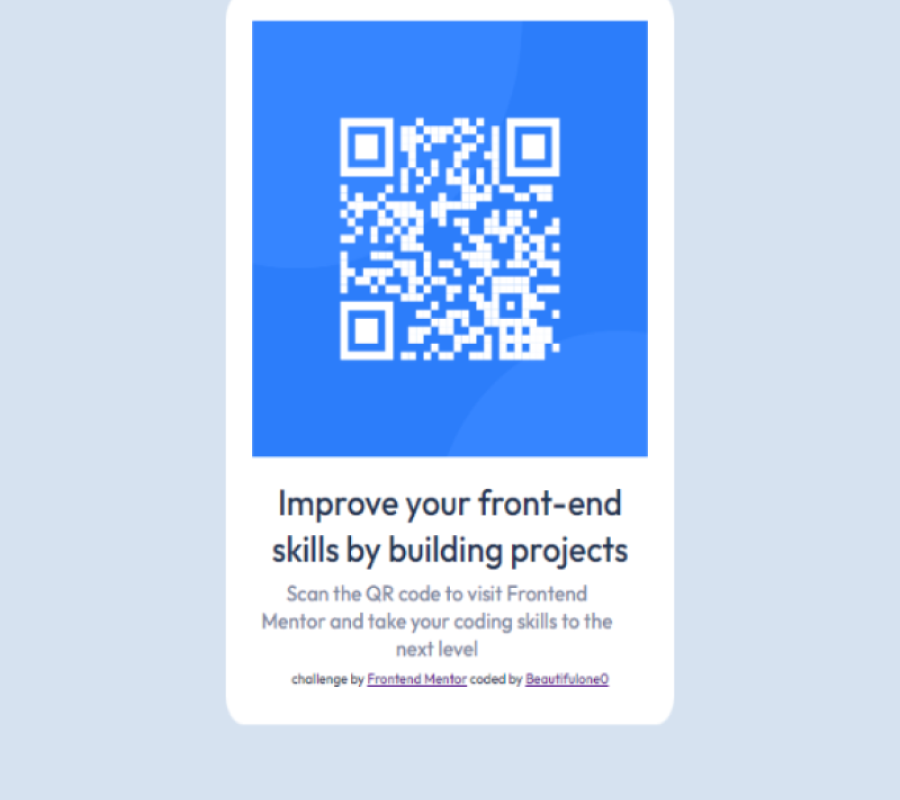 Improve your front-end
skills by building projects
Scan the QR code to visit Frontend
Mentor and take your coding skills to the
next level
challenge by Frontend Mentor coded by Beautifulone0